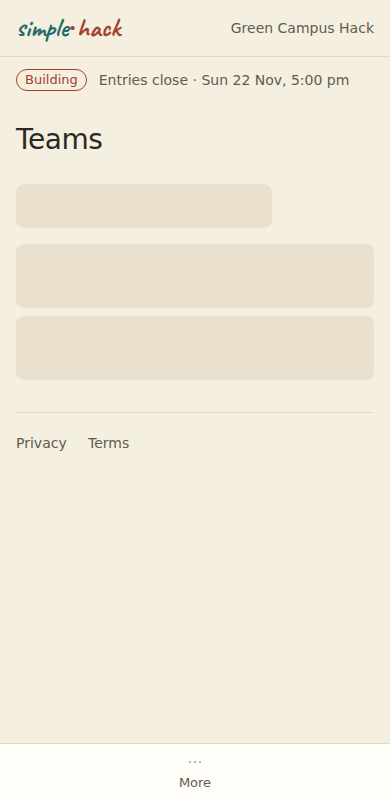 simple·hack
Green Campus Hack
Building
Entries close · Sun 22 Nov, 5:00 pm
Teams
Privacy
Terms
...
More